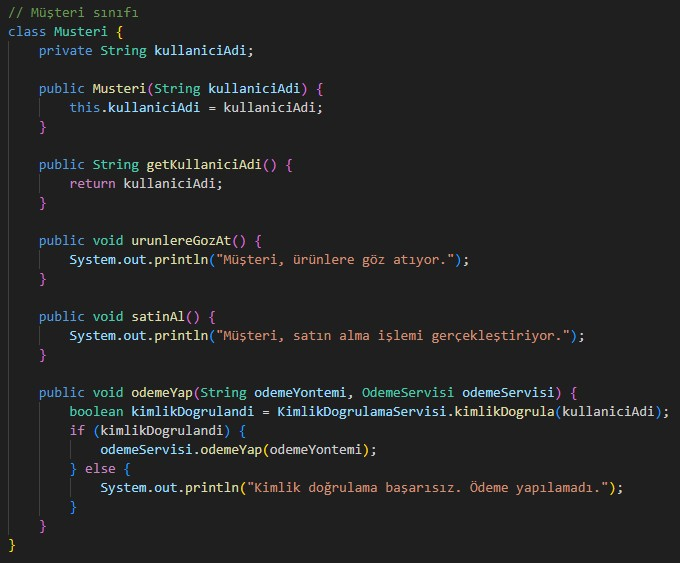 // Müşteri sınıfı
class Musteri {
    private String kullaniciAdi;

    public Musteri(String kullaniciAdi) {
        this.kullaniciAdi = kullaniciAdi;
    }

    public String getKullaniciAdi() {
        return kullaniciAdi;
    }

    public void urunlereGozAt() {
        System.out.println("Müşteri, ürünlere göz atıyor.");
    }

    public void satinAl() {
        System.out.println("Müşteri, satın alma işlemi gerçekleştiriyor.");
    }

    public void odemeYap(String odemeYontemi, OdemeServisi odemeServisi) {
        boolean kimlikDogrulandi = KimlikDogrulamaServisi.kimlikDogrula(kullaniciAdi);
        if (kimlikDogrulandi) {
            odemeServisi.odemeYap(odemeYontemi);
        } else {
            System.out.println("Kimlik doğrulama başarısız. Ödeme yapılamadı.");
        }
    }
}